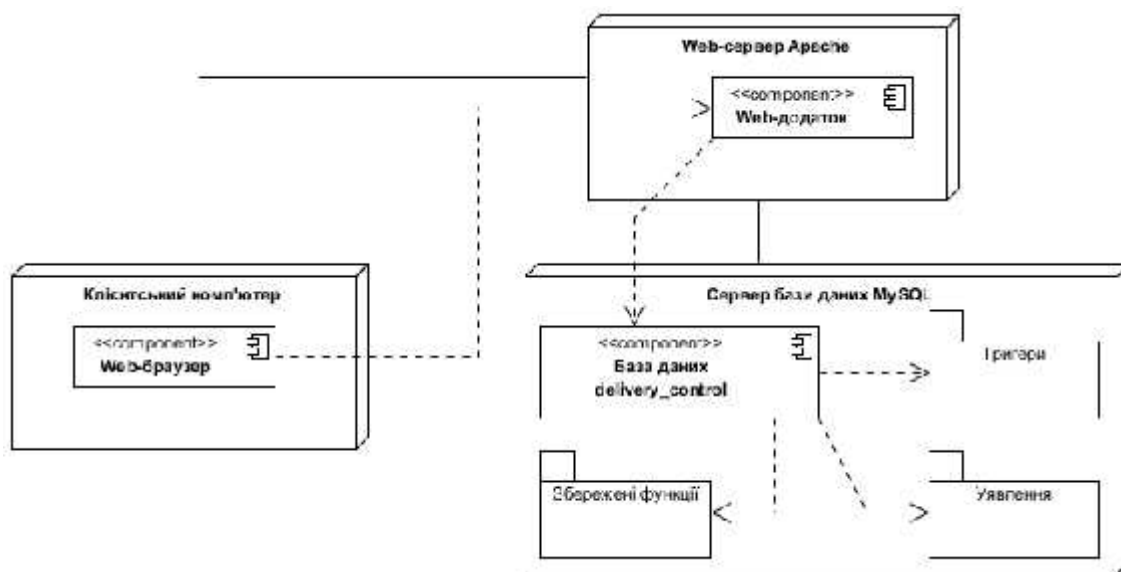 Web-сервер Apache
<<component>>
Web-додаток
Клієнтський комп'ютер
<<component>>
Web-браузер
Сервер бази даних MySQL
<<component>>
База даних
delivery_control
Тригери
Збережені функції
Уявлення